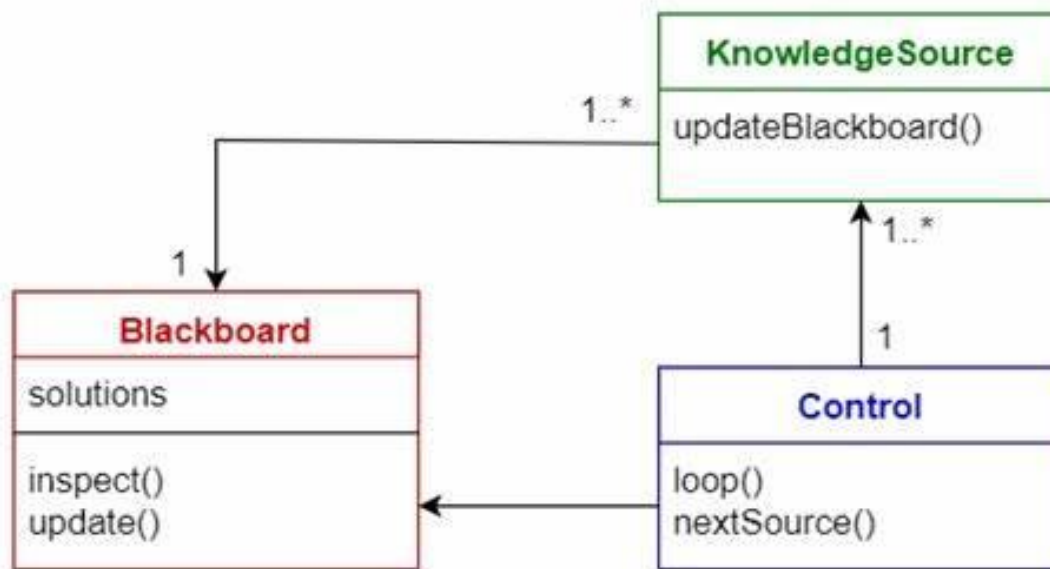 KnowledgeSource
1..*
updateBlackboard()
1..*
1
1
Blackboard
solutions
inspect()
update()
Control
loop()
nextSource()